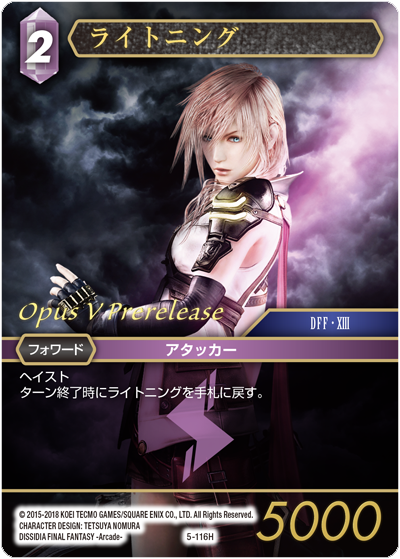 2
ライトニング
Opus V Prerelease
DFF・XIII
フォワード
アタッカー
ヘイスト
ターン終了時にライトニングを手札に戻す。
© 2015-2018 KOEI TECMO GAMES/SQUARE ENIX CO., LTD. All Rights Reserved.
CHARACTER DESIGN: TETSUYA NOMURA
DISSIDIA FINAL FANTASY -Arcade-
5-116H
5000